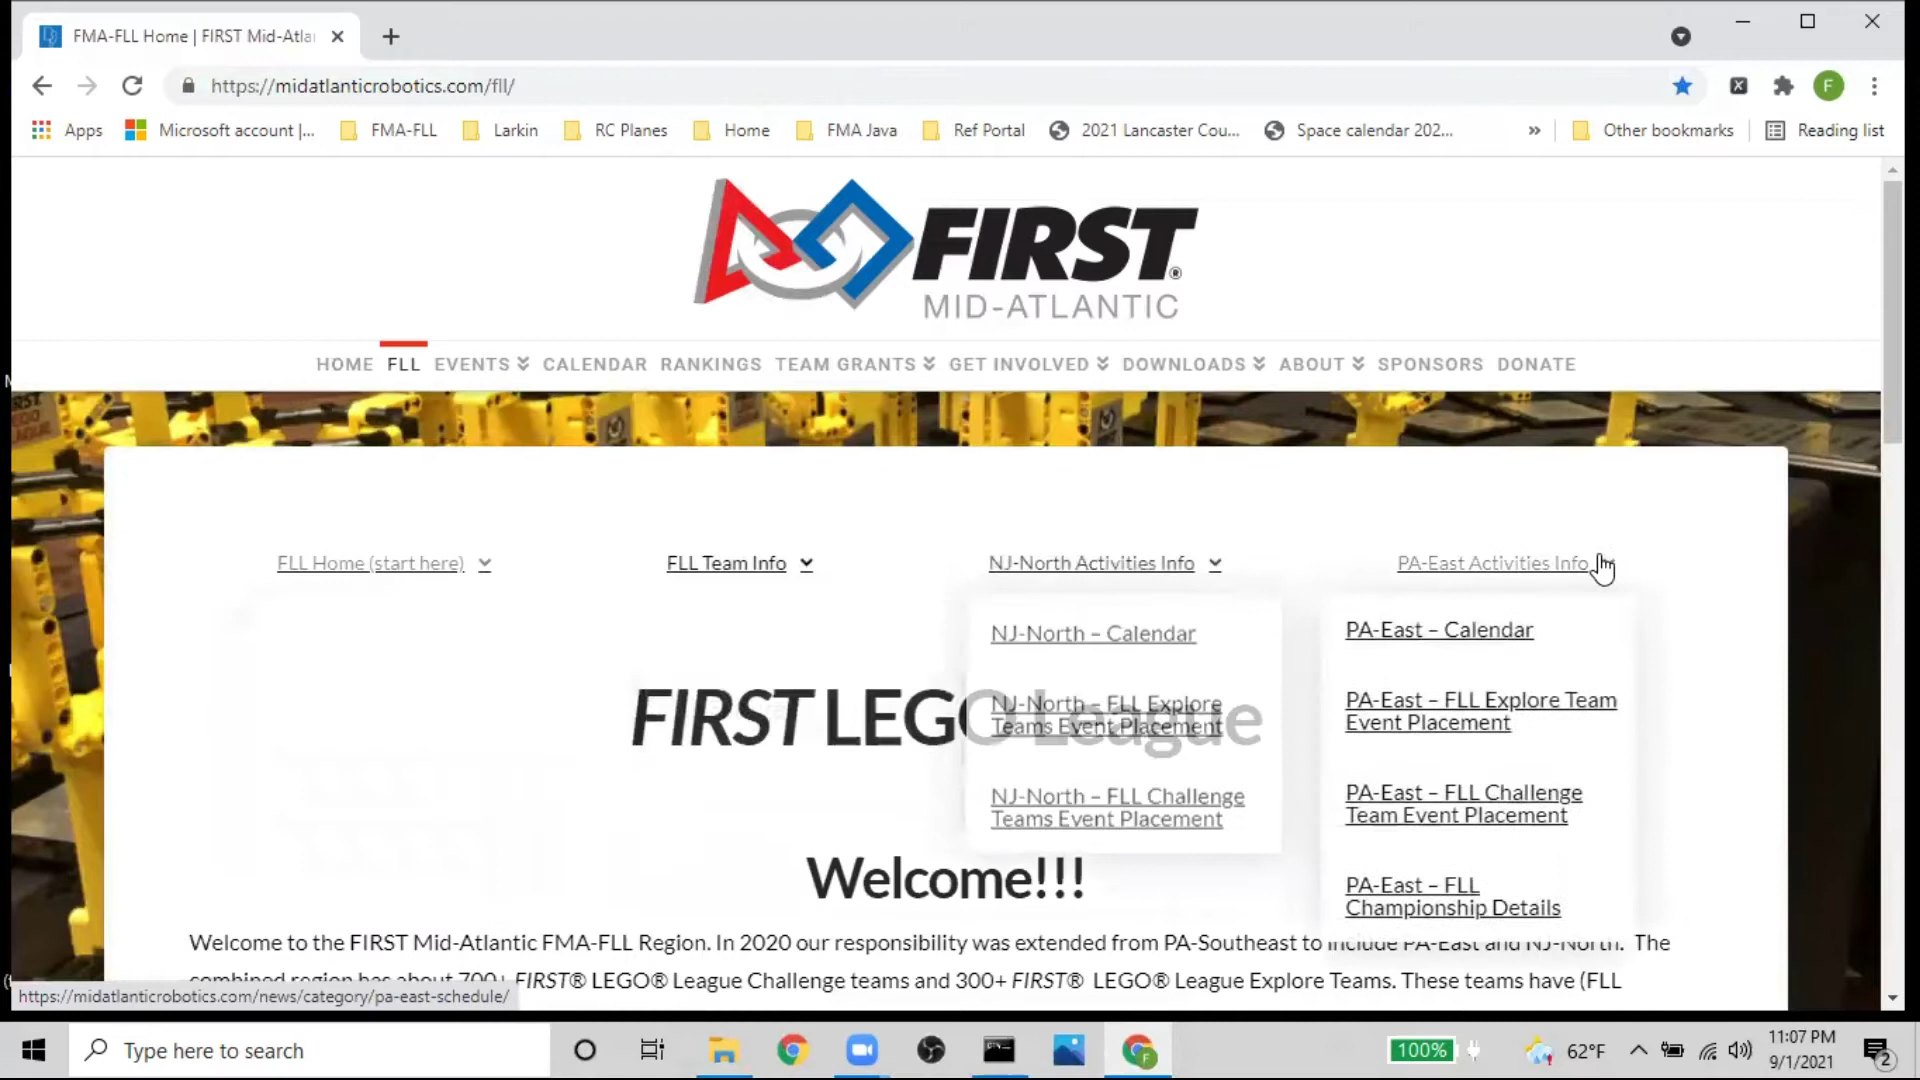 FMA-FLL Home | FIRST Mid-Atla
https://midatlanticrobotics.com/fll/
F
Apps
Microsoft account |...
FMA-FLL
Larkin
RC Planes
Home
FMA Java
Ref Portal
2021 Lancaster Cou...
Space calendar 202...
»
Other bookmarks
Reading list
FIRST®
MID-ATLANTIC
HOME FLL EVENTS CALENDAR RANKINGS TEAM GRANTS GET INVOLVED DOWNLOADS ABOUT SPONSORS DONATE
FLL Home (start here)
FLL Team Info
NJ-North Activities Info
PA-East Activities Info
NJ-North – Calendar
NJ-North – FLL Explore
Teams Event Placement
NJ-North – FLL Challenge
Teams Event Placement
PA-East – Calendar
PA-East – FLL Explore Team
Event Placement
PA-East – FLL Challenge
Team Event Placement
PA-East – FLL
Championship Details
FIRST LEGO League
Welcome!!!
Welcome to the FIRST Mid-Atlantic FMA-FLL Region. In 2020 our responsibility was extended from PA-Southeast to include PA-East and NJ-North. The
combined region has about 700+ FIRST® LEGO® League Challenge teams and 300+ FIRST® LEGO® League Explore Teams. These teams have (FLL
https://midatlanticrobotics.com/news/category/pa-east-schedule/
Type here to search
F
100%
62°F
11:07 PM
9/1/2021
2